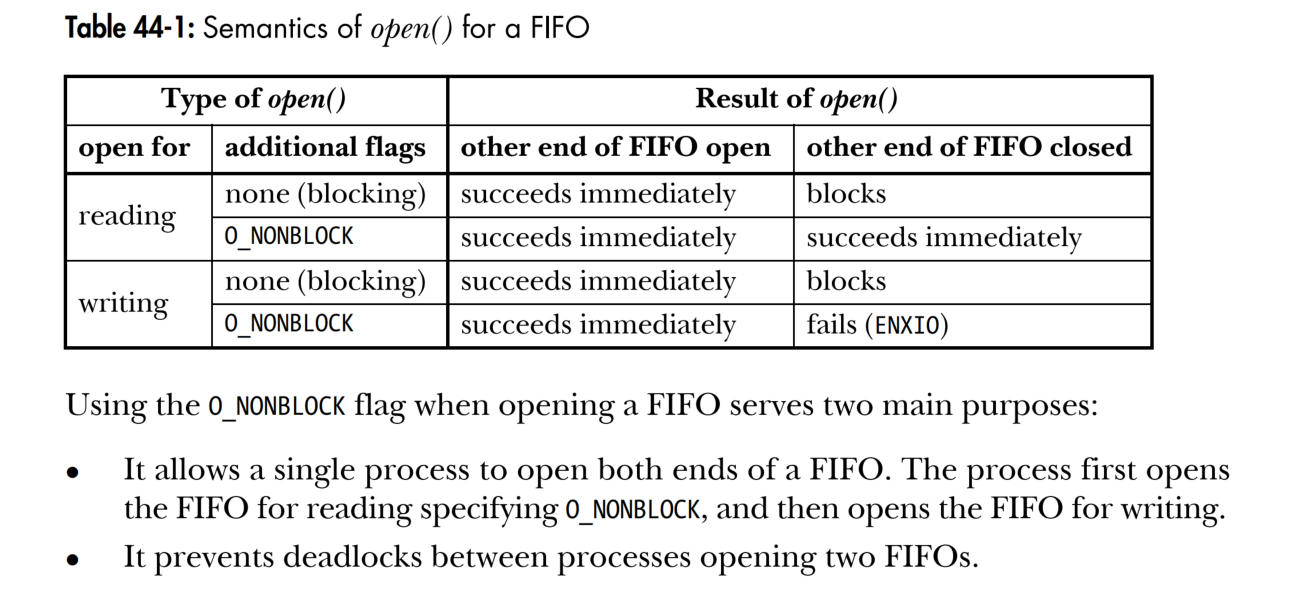 Table 44-1: Semantics of open() for a FIFO
Type of open() Result of open()
open for additional flags other end of FIFO open other end of FIFO closed
reading none (blocking) succeeds immediately blocks
O_NONBLOCK succeeds immediately succeeds immediately
writing none (blocking) succeeds immediately blocks
O_NONBLOCK succeeds immediately fails (ENXIO)
Using the O_NONBLOCK flag when opening a FIFO serves two main purposes:
• It allows a single process to open both ends of a FIFO. The process first opens
the FIFO for reading specifying O_NONBLOCK, and then opens the FIFO for writing.
• It prevents deadlocks between processes opening two FIFOs.